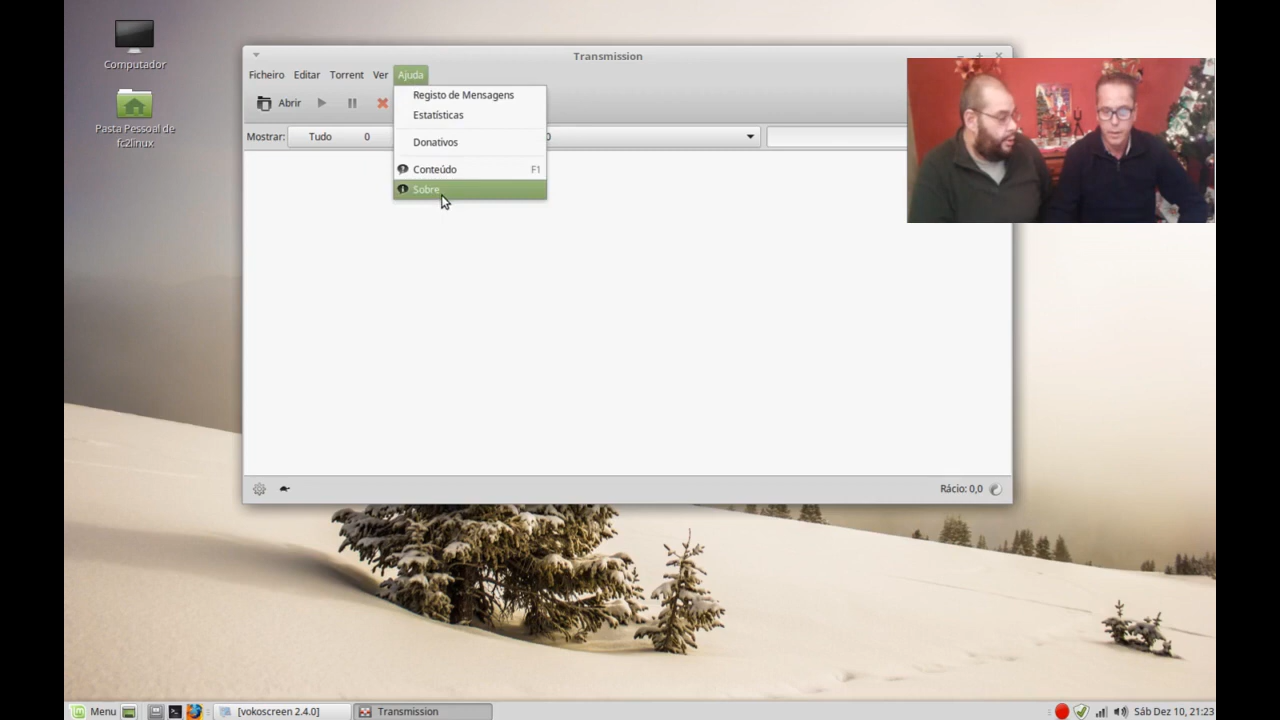 Computador
Pasta Pessoal de
fc2linux
Transmission
Ficheiro Editar Torrent Ver Ajuda
Abrir
Registo de Mensagens
Estatísticas
Donativos
Conteúdo F1
Sobre
Mostrar: Tudo 0 0
Rácio: 0,0
Menu [vokoscreen 2.4.0] Transmission Sáb Dez 10, 21:23